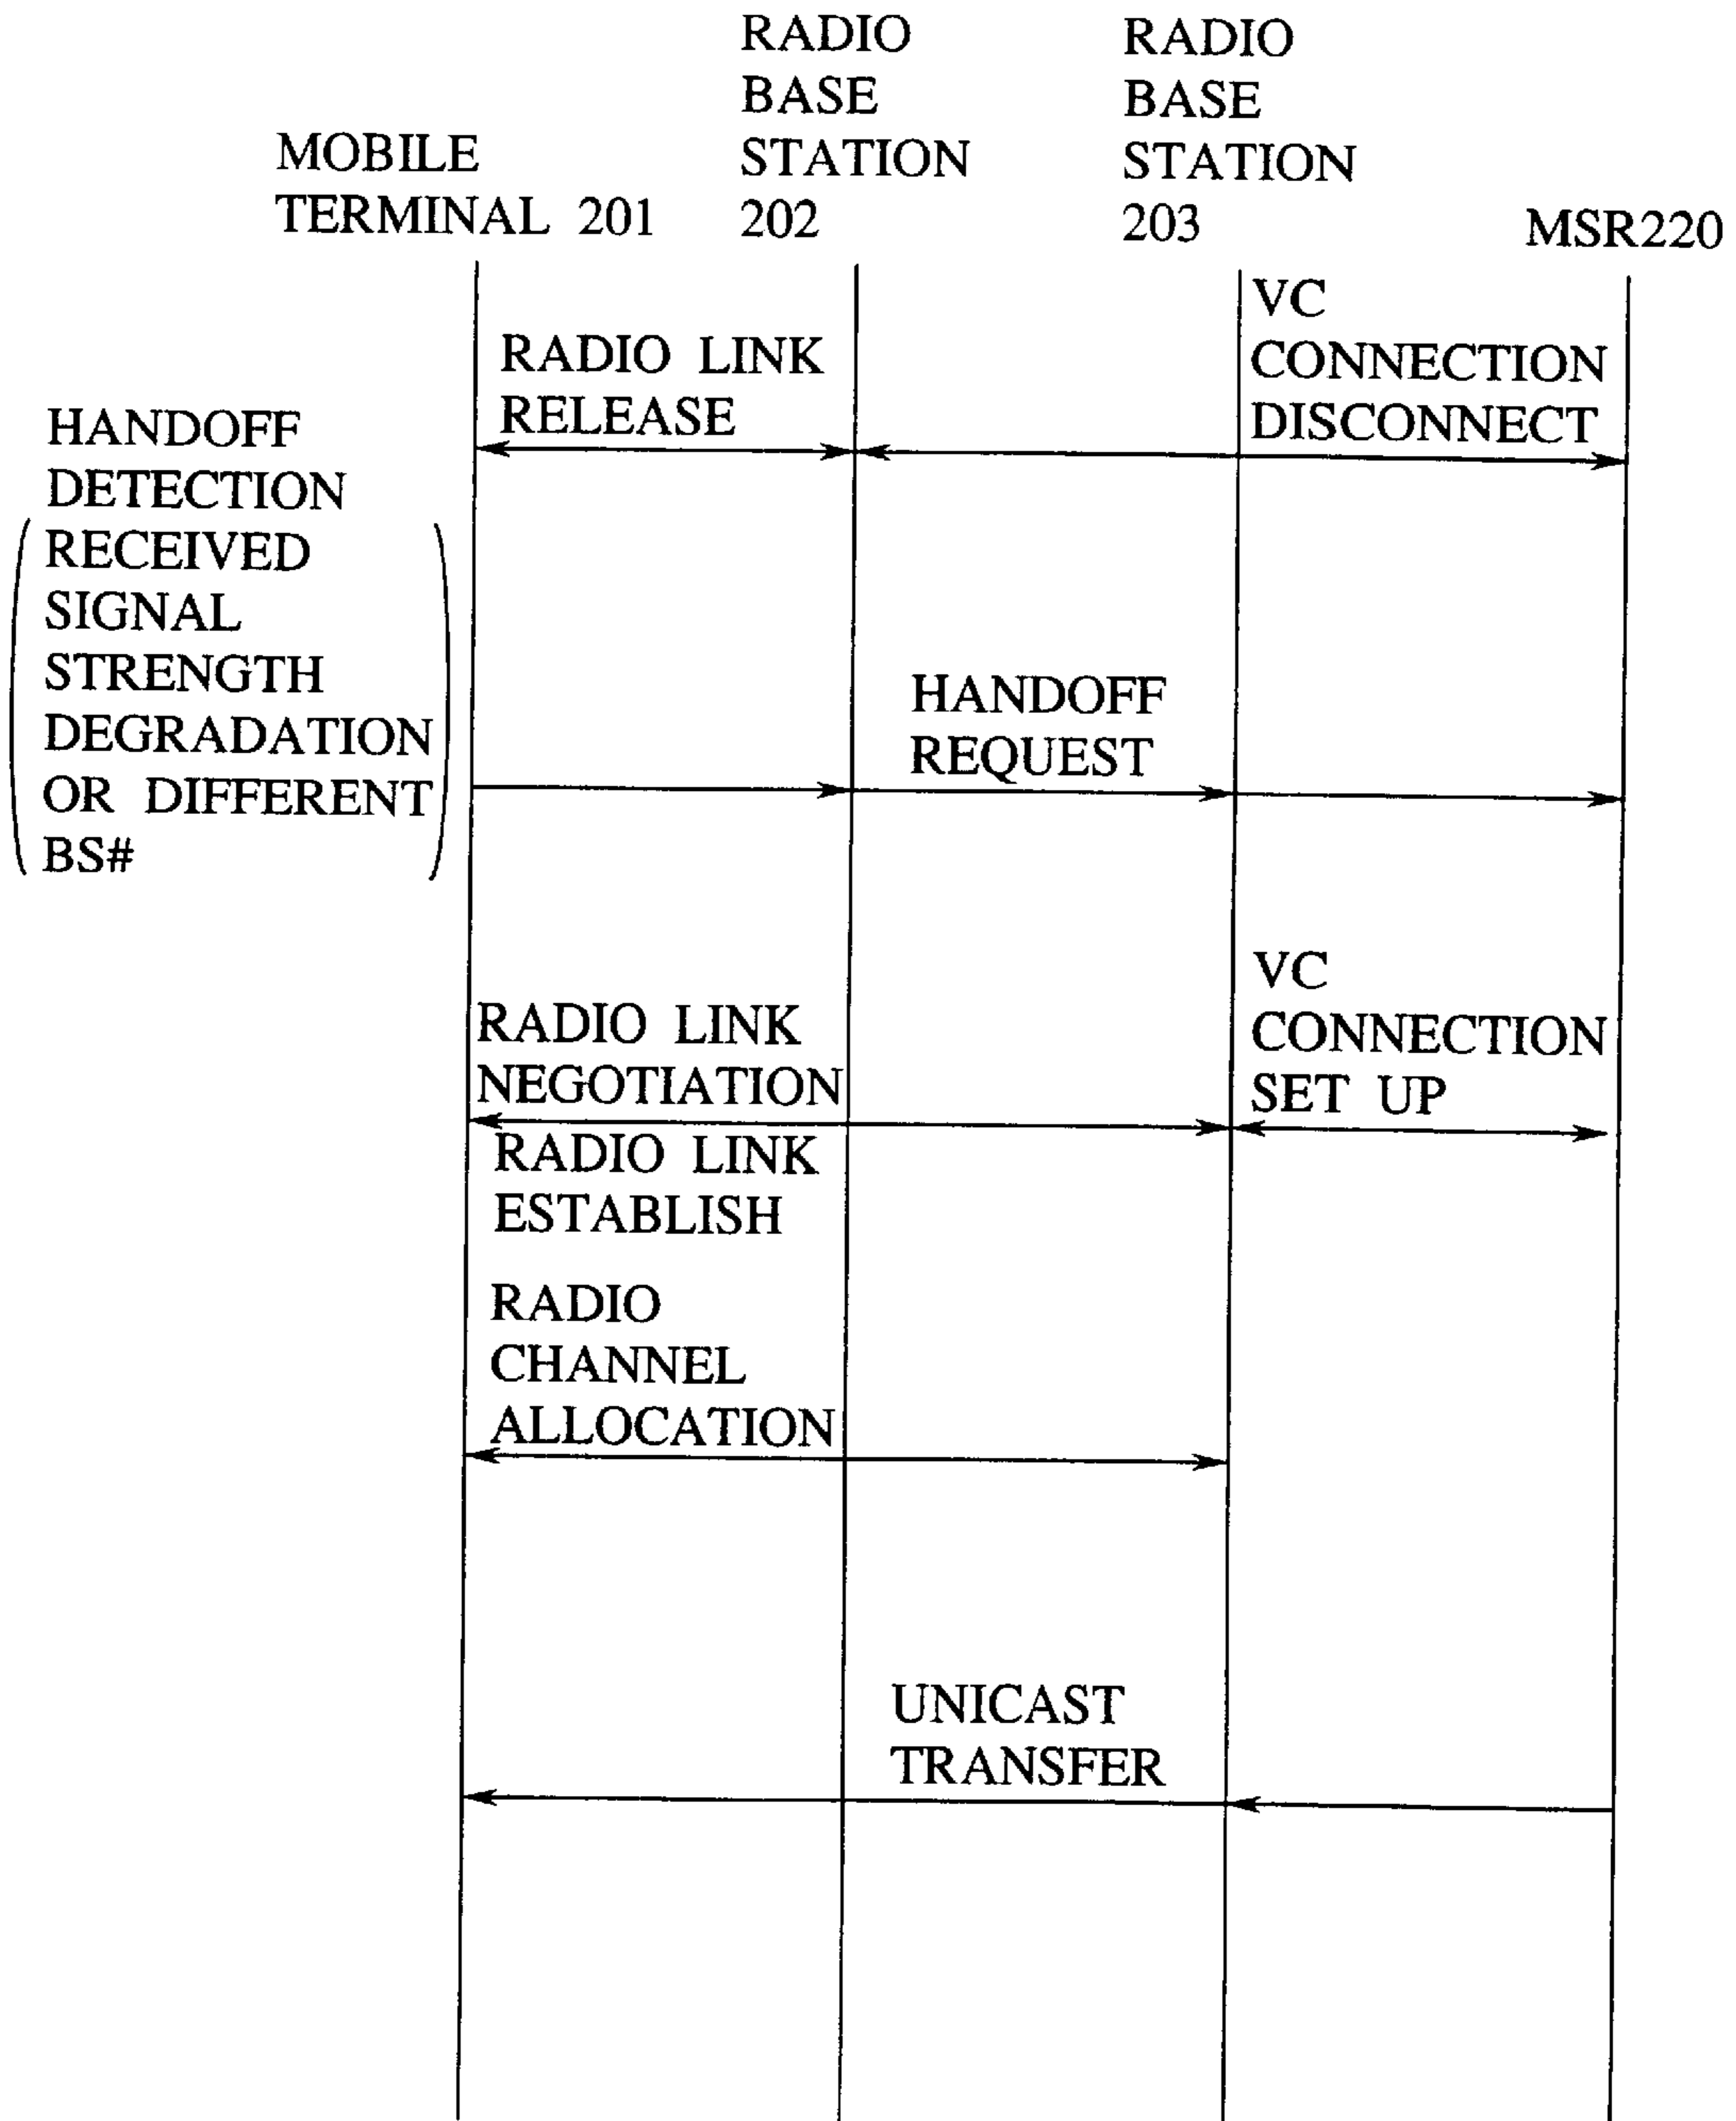 RADIO
BASE
STATION
202
RADIO
BASE
STATION
203
MOBILE
TERMINAL 201
MSR220
RADIO LINK
RELEASE
VC
CONNECTION
DISCONNECT
HANDOFF
DETECTION
RECEIVED
SIGNAL
STRENGTH
DEGRADATION
OR DIFFERENT
BS#
HANDOFF
REQUEST
RADIO LINK
NEGOTIATION
VC
CONNECTION
SET UP
RADIO LINK
ESTABLISH
RADIO
CHANNEL
ALLOCATION
UNICAST
TRANSFER